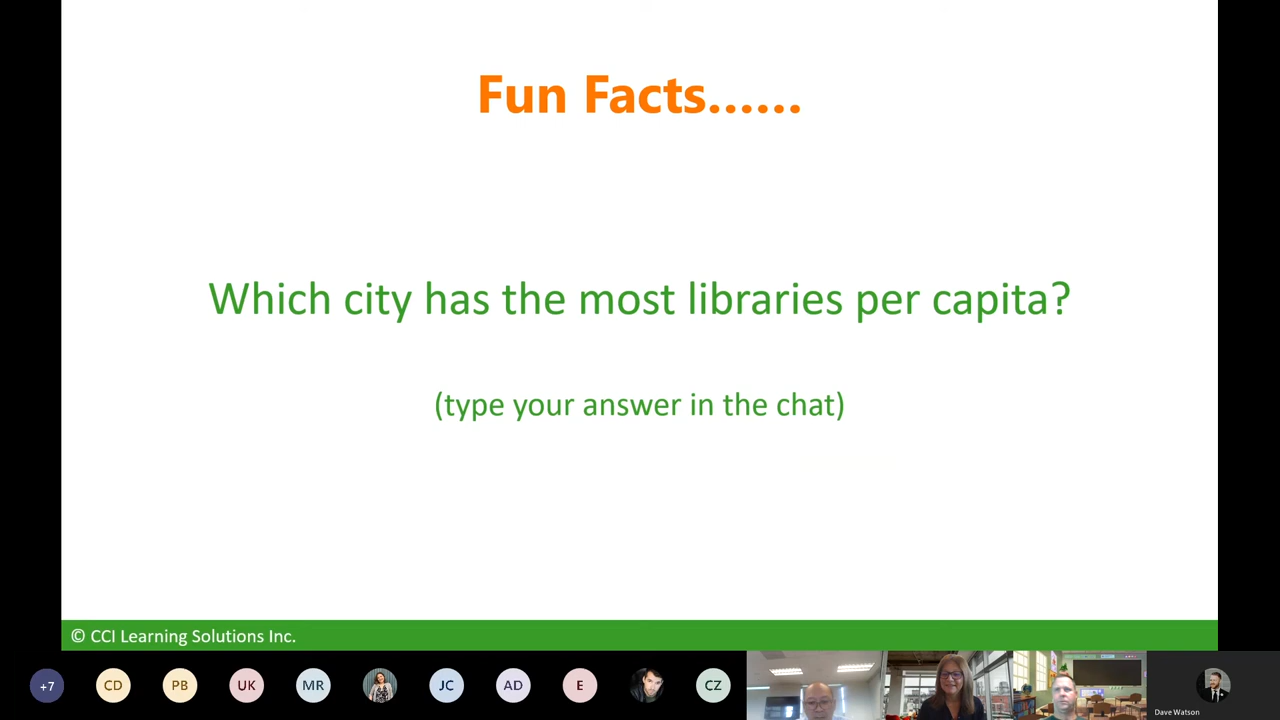 Fun Facts......
Which city has the most libraries per capita?
(type your answer in the chat)
© CCI Learning Solutions Inc.
+7
CD
PB
UK
MR
JC
AD
E
CZ
Dave Watson